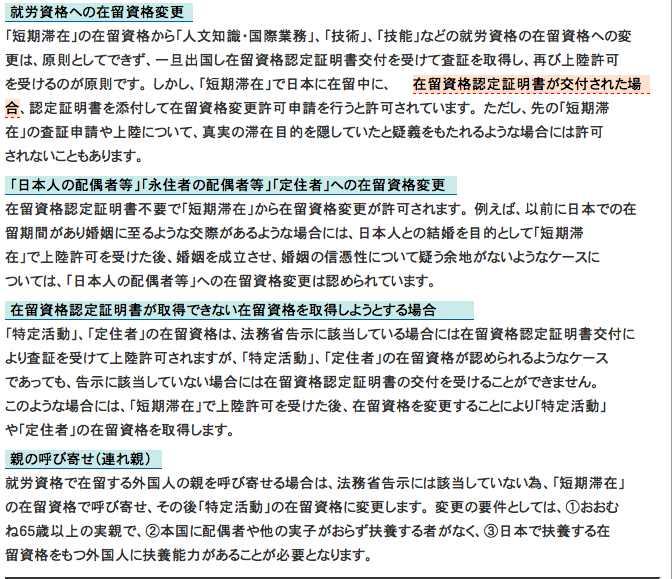 就労資格への在留資格変更
「短期滞在」の在留資格から「人文知識・国際業務」、「技術」、「技能」などの就労資格の在留資格への変
更は、原則としてできず、一旦出国し在留資格認定証明書交付を受けて査証を取得し、再び上陸許可
を受けるのが原則です。 しかし、「短期滞在」で日本に在留中に、 在留資格認定証明書が交付された場
合、認定証明書を添付して在留資格変更許可申請を行うと許可されています。 ただし、先の「短期滞
在」の査証申請や上陸について、真実の滞在目的を隠していたと疑義をもたれるような場合には許可
されないこともあります。
「日本人の配偶者等」「永住者の配偶者等」「定住者」への在留資格変更
在留資格認定証明書不要で「短期滞在」から在留資格変更が許可されます。 例えば、以前に日本での在
留期間があり婚姻に至るような交際があるような場合には、日本人との結婚を目的として「短期滞
在」で上陸許可を受けた後、婚姻を成立させ、婚姻の信憑性について疑う余地がないようなケースに
ついては、「日本人の配偶者等」への在留資格変更は認められています。
在留資格認定証明書が取得できない在留資格を取得しようとする場合
「特定活動」、「定住者」の在留資格は、法務省告示に該当している場合には在留資格認定証明書交付に
より査証を受けて上陸許可されますが、「特定活動」、「定住者」の在留資格が認められるようなケース
であっても、告示に該当していない場合には在留資格認定証明書の交付を受けることができません。
このような場合には、「短期滞在」で上陸許可を受けた後、在留資格を変更することにより「特定活動」
や「定住者」の在留資格を取得します。
親の呼び寄せ(連れ親)
就労資格で在留する外国人の親を呼び寄せる場合は、法務省告示には該当していない為、「短期滞在」
の在留資格で呼び寄せ、その後「特定活動」の在留資格に変更します。 変更の要件としては、①おおむ
ね65歳以上の実親で、②本国に配偶者や他の実子がおらず扶養する者がなく、③日本で扶養する在
留資格をもつ外国人に扶養能力があることが必要となります。